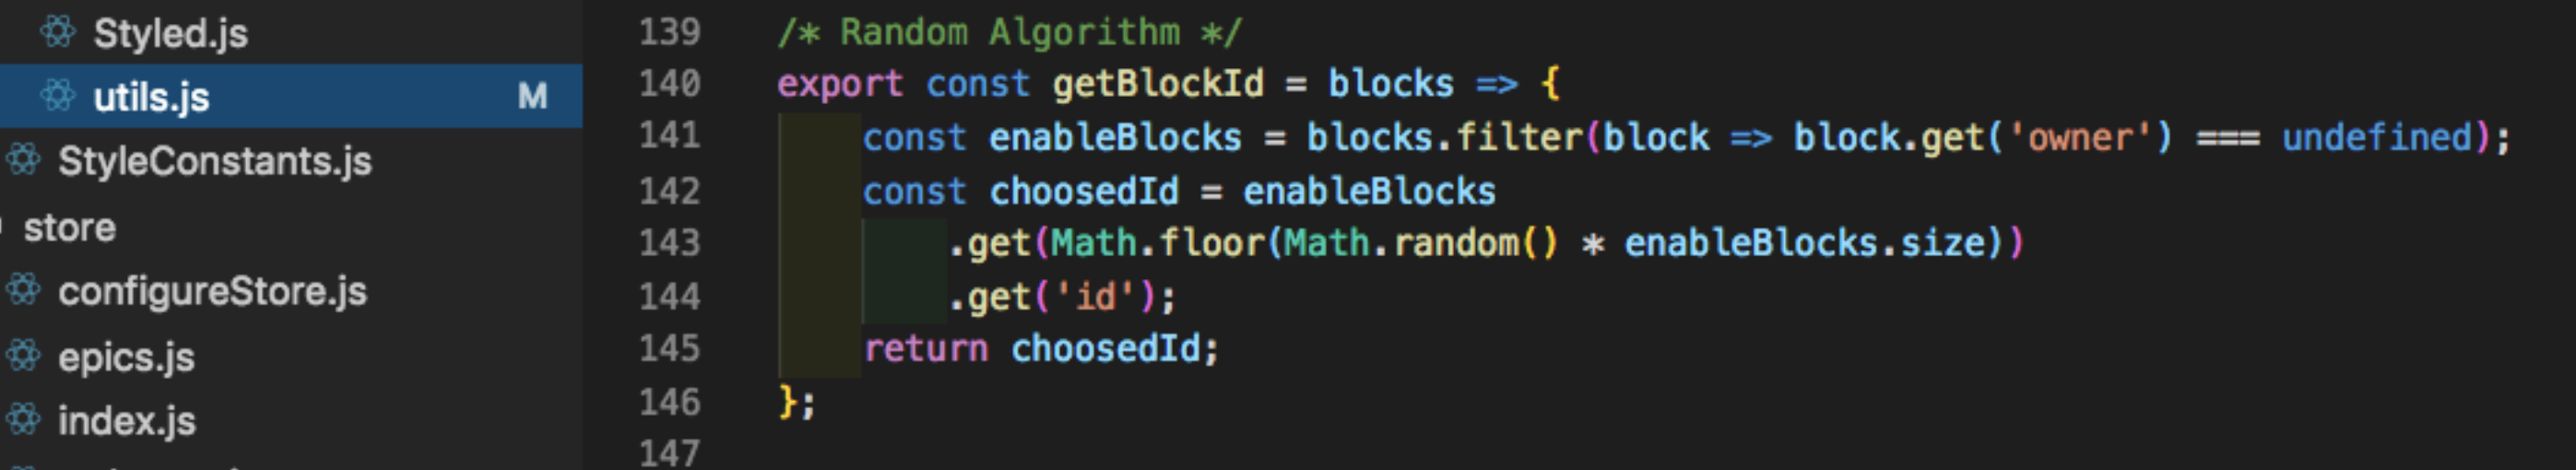 Styled.js
utils.js M
StyleConstants.js
store
configureStore.js
epics.js
index.js
139 /* Random Algorithm */
140 export const getBlockId = blocks => {
141 const enableBlocks = blocks.filter(block => block.get('owner') === undefined);
142 const choosedId = enableBlocks
143 .get(Math.floor(Math.random() * enableBlocks.size))
144 .get('id');
145 return choosedId;
146 };
147